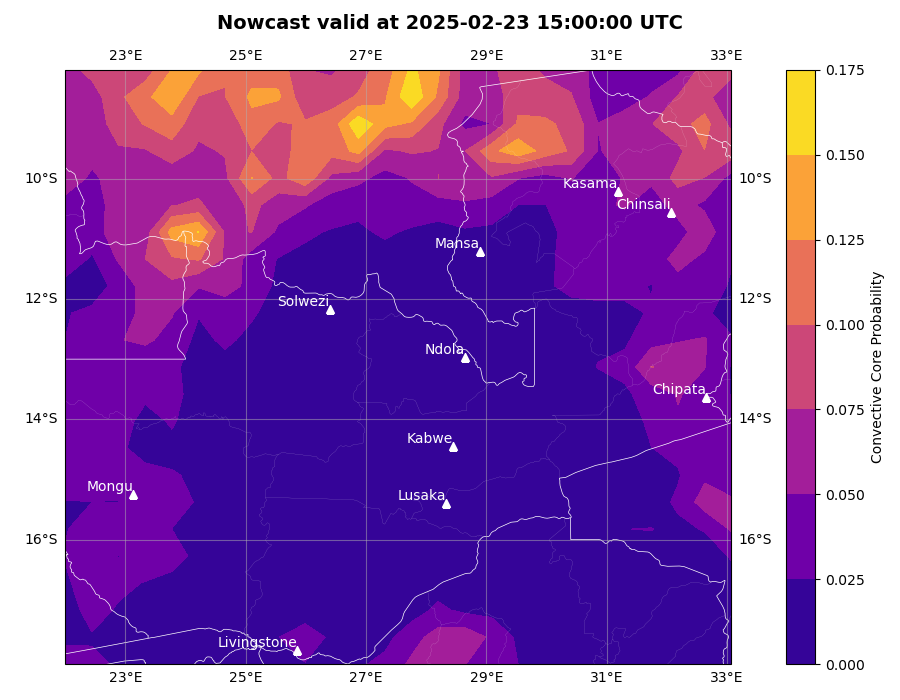 Nowcast valid at 2025-02-23 15:00:00 UTC
23°E 25°E 27°E 29°E 31°E 33°E
0.175
0.150
0.125
0.100
0.075
0.050
0.025
0.000
Convective Core Probability
10°S 10°S
12°S 12°S
14°S 14°S
16°S 16°S
Kasama
Chinsali
Mansa
Solwezi
Ndola
Chipata
Kabwe
Mongu
Lusaka
Livingstone
23°E 25°E 27°E 29°E 31°E 33°E